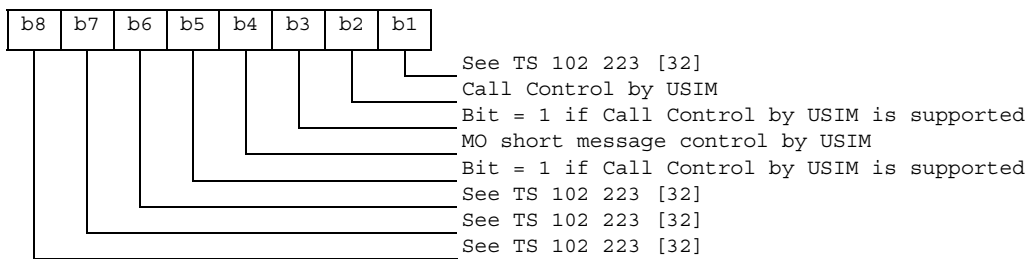 b8 b7 b6 b5 b4 b3 b2 b1
See TS 102 223 [32]
Call Control by USIM
Bit = 1 if Call Control by USIM is supported
MO short message control by USIM
Bit = 1 if Call Control by USIM is supported
See TS 102 223 [32]
See TS 102 223 [32]
See TS 102 223 [32]